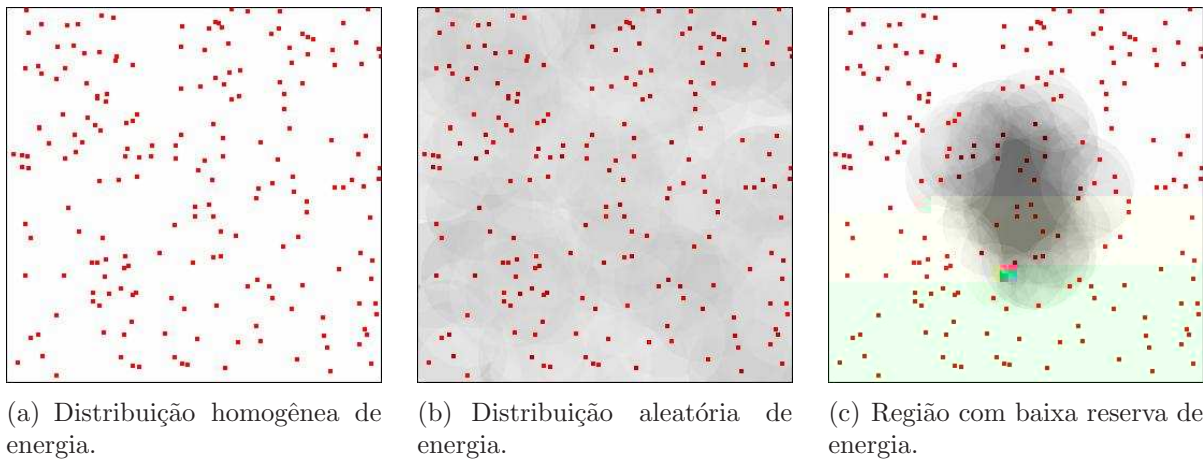 (a) Distribuição homogênea de
energia.
(b) Distribuição aleatória de
energia.
(c) Região com baixa reserva de
energia.